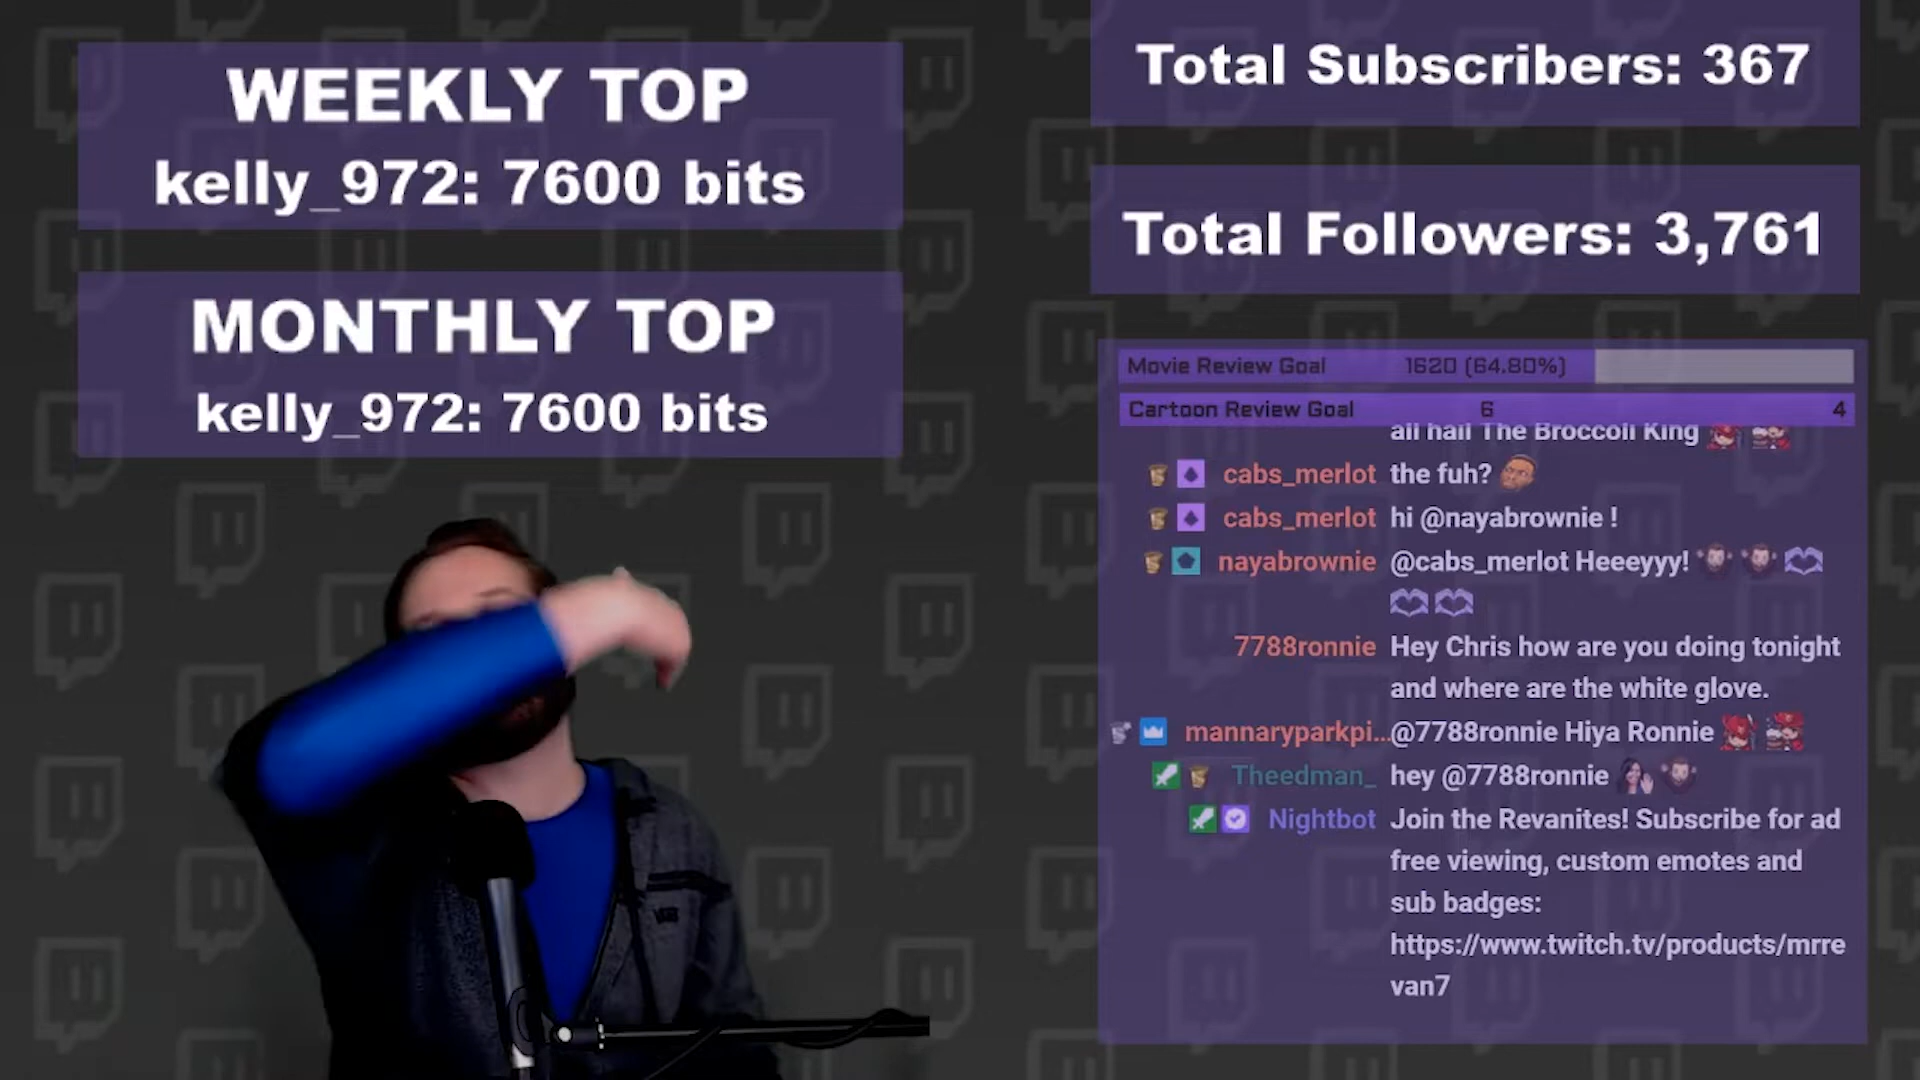 WEEKLY TOP
kelly_972: 7600 bits
MONTHLY TOP
kelly_972: 7600 bits
Total Subscribers: 367
Total Followers: 3,761
Movie Review Goal 1620 (64.80%)
Cartoon Review Goal 6 4
all hail The Broccoli King
cabs_merlot the fuh?
cabs_merlot hi @nayabrownie !
nayabrownie @cabs_merlot Heeeyyy!
7788ronnie Hey Chris how are you doing tonight
and where are the white glove.
mannaryparkpi... @7788ronnie Hiya Ronnie
Theedman_ hey @7788ronnie
Nightbot Join the Revanites! Subscribe for ad
free viewing, custom emotes and
sub badges:
https://www.twitch.tv/products/mrre
van7